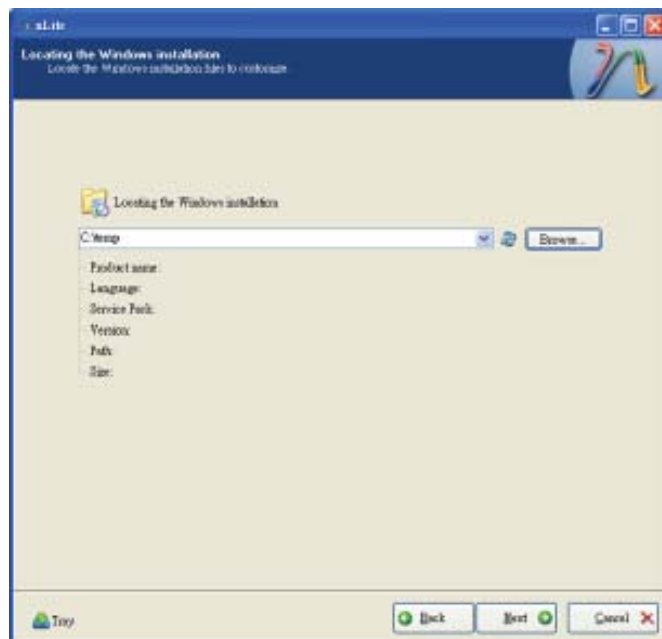 nLite
Locating the Windows installation
Locate the Windows installation files to customize
Locating the Windows installation
C:\temp
Browse...
Product name:
Language:
Service Pack:
Version:
Path:
Size:
Tray
Back
Next
Cancel